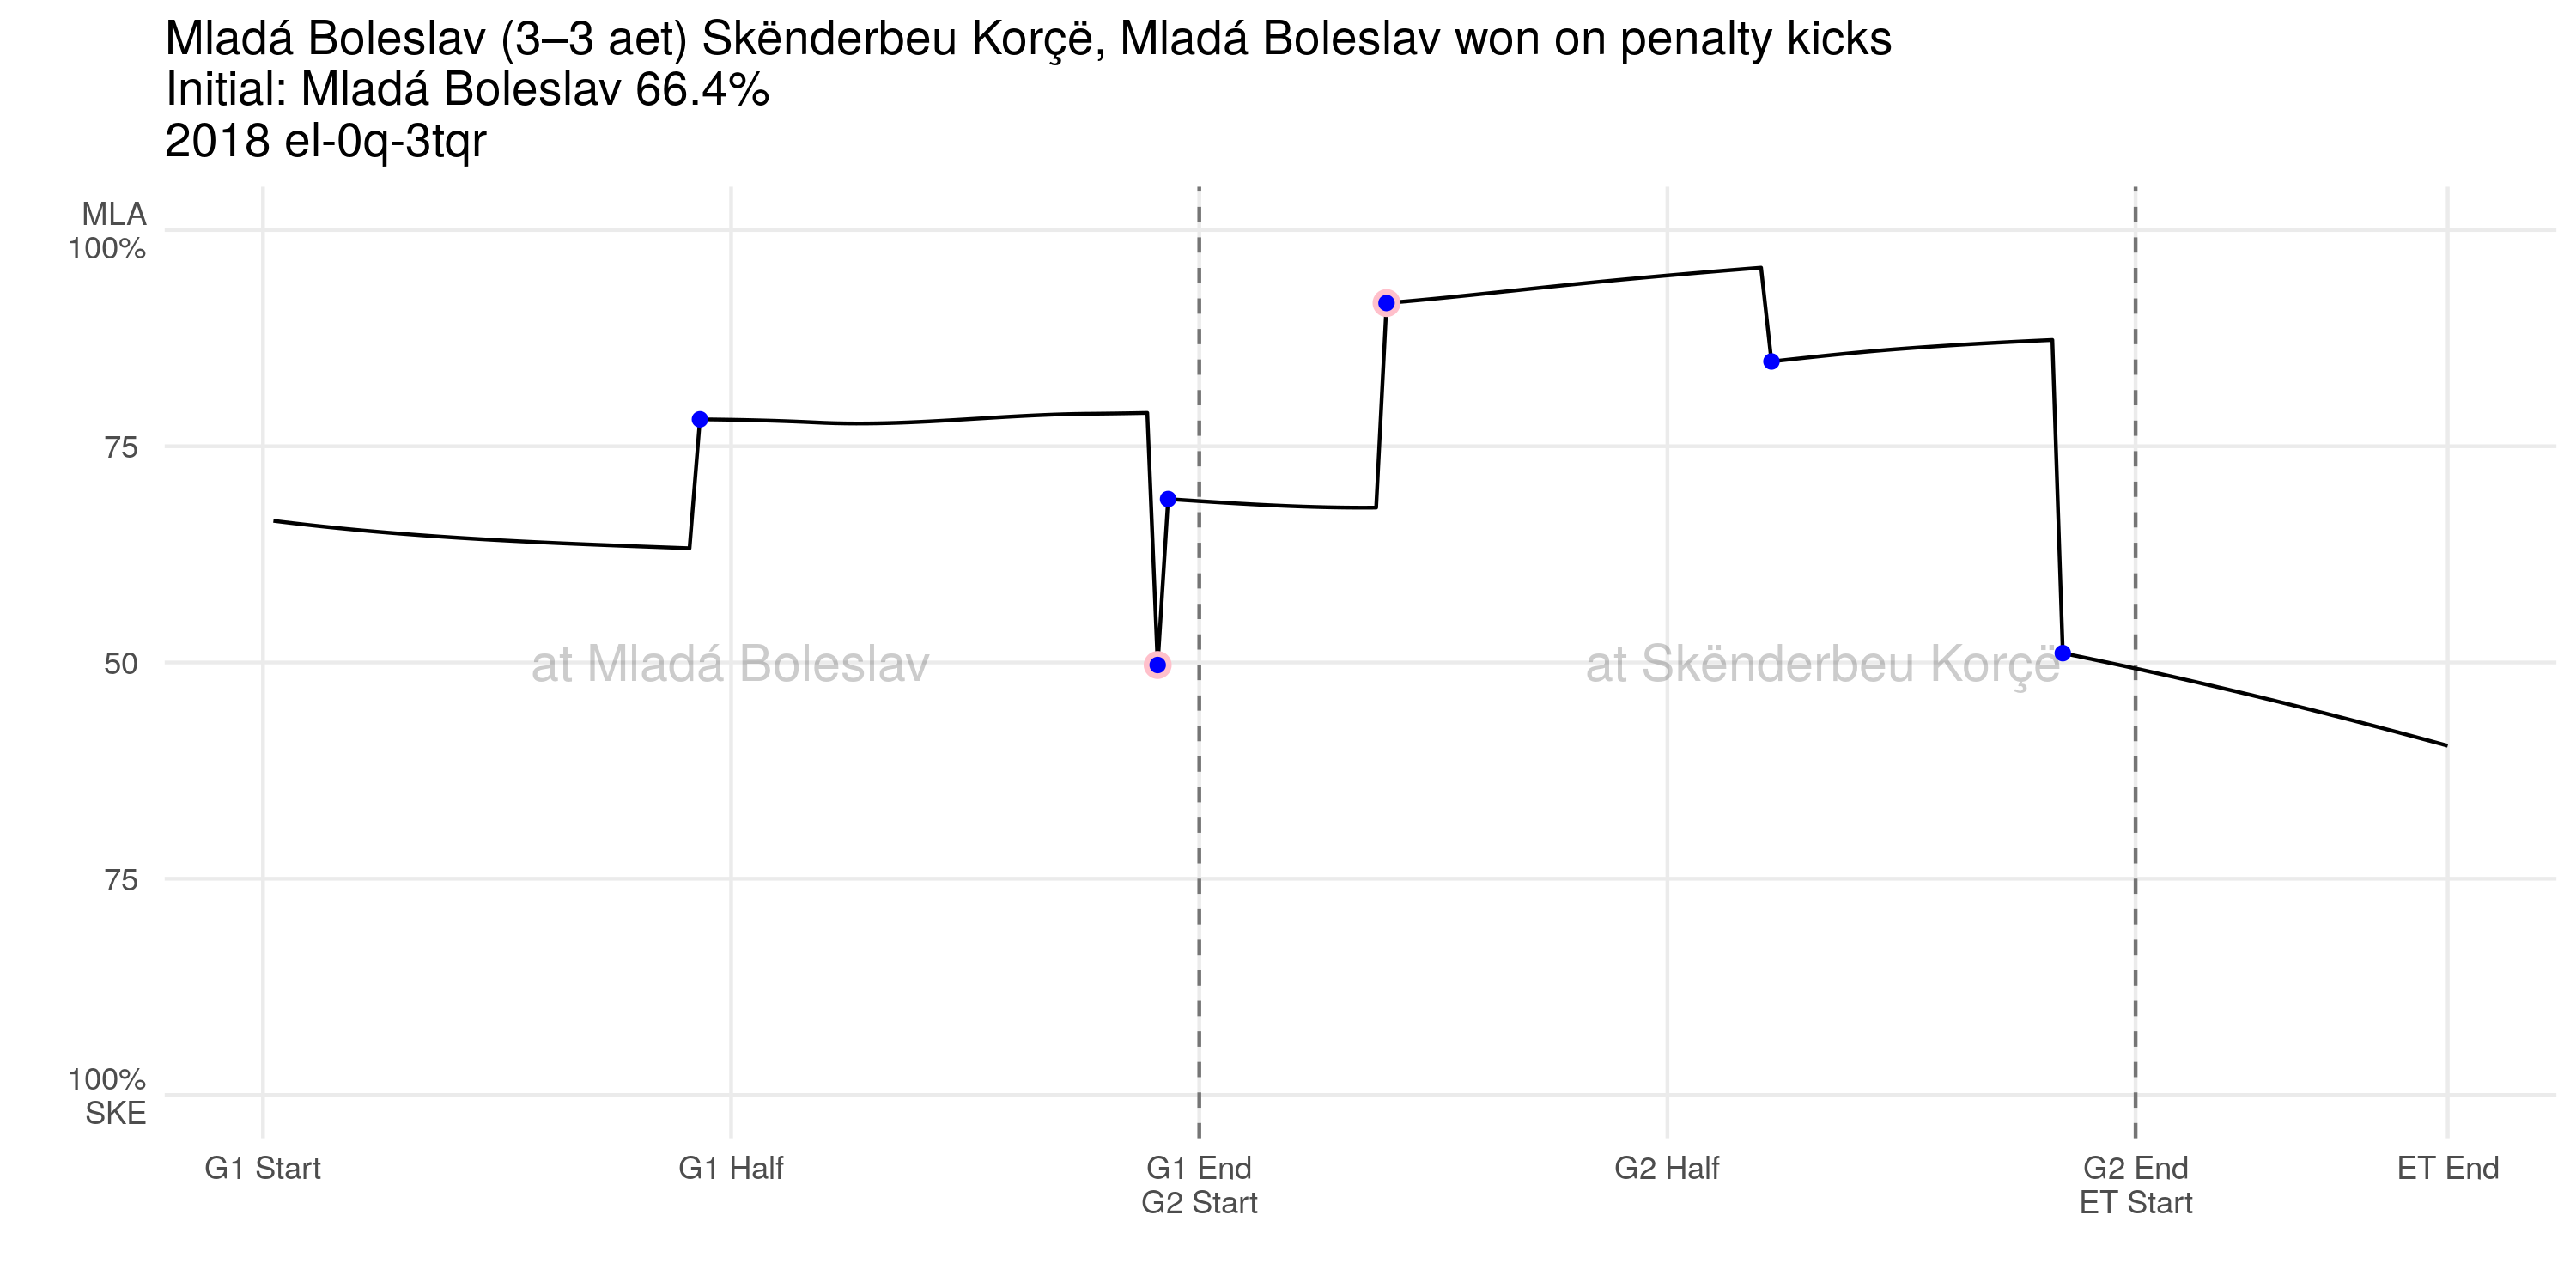 Mladá Boleslav (3–3 aet) Skënderbeu Korçë, Mladá Boleslav won on penalty kicks
Initial: Mladá Boleslav 66.4%
2018 el-0q-3tqr
MLA
100%
75
50
75
100%
SKE
at Mladá Boleslav
at Skënderbeu Korçë
G1 Start
G1 Half
G1 End
G2 Start
G2 Half
G2 End
ET Start
ET End